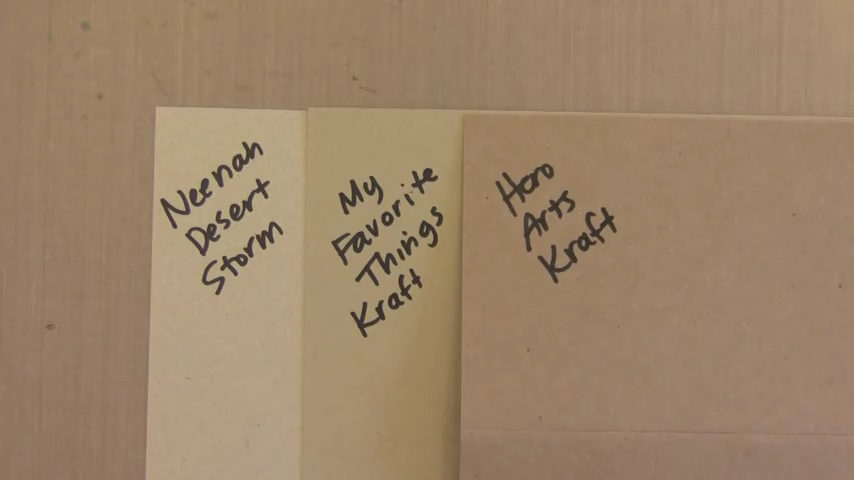 Neenah
Desert
Storm
My
Favorite
Things
Kraft
Hero
Arts
Kraft